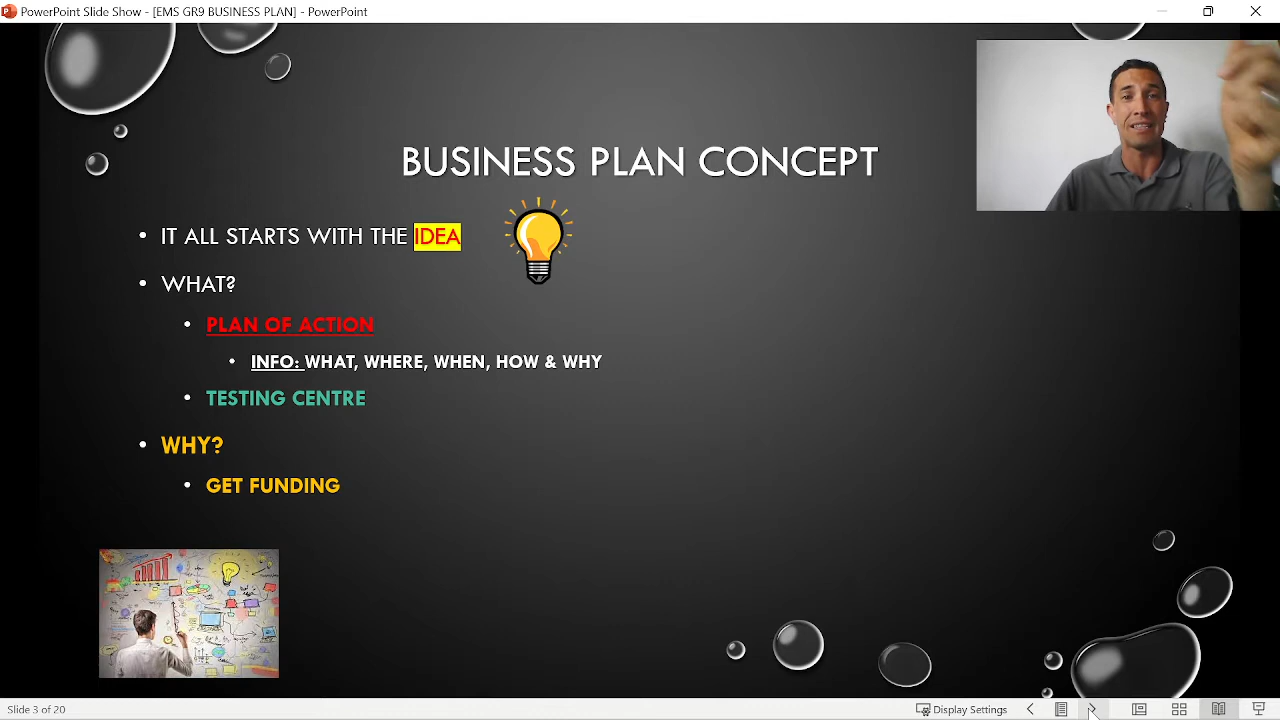 PowerPoint Slide Show - [EMS GR9 BUSINESS PLAN] - PowerPoint
BUSINESS PLAN CONCEPT
• IT ALL STARTS WITH THE IDEA
• WHAT?
• PLAN OF ACTION
• INFO: WHAT, WHERE, WHEN, HOW & WHY
• TESTING CENTRE
• WHY?
• GET FUNDING
Slide 3 of 20
Display Settings